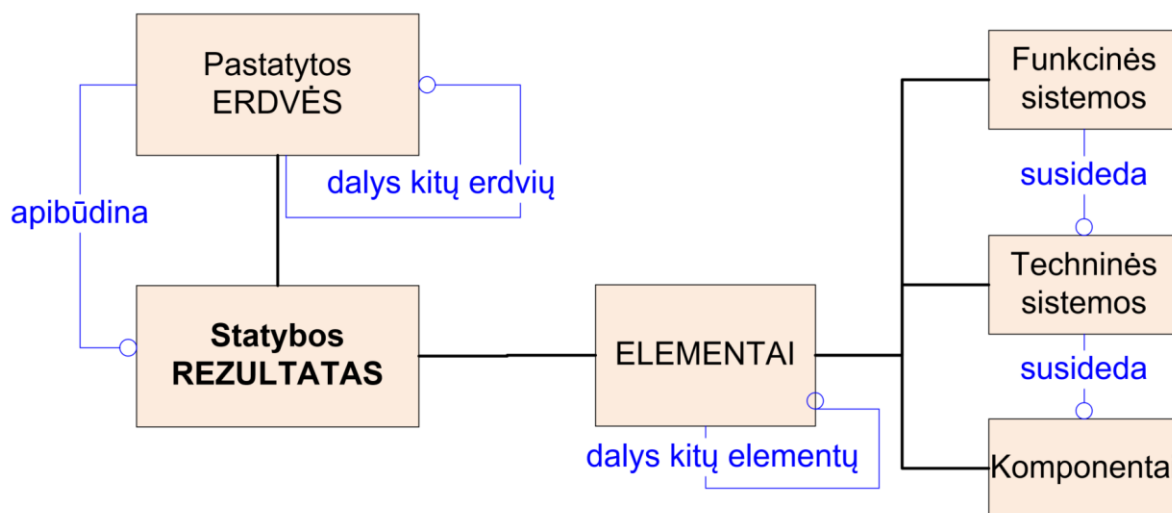 Pastatytos
ERDVĖS
dalys kitų erdvių
apibūdina
Statybos
REZULTATAS
ELEMENTAI
dalys kitų elementų
Funkcinės
sistemos
susideda
Techninės
sistemos
susideda
Komponenta